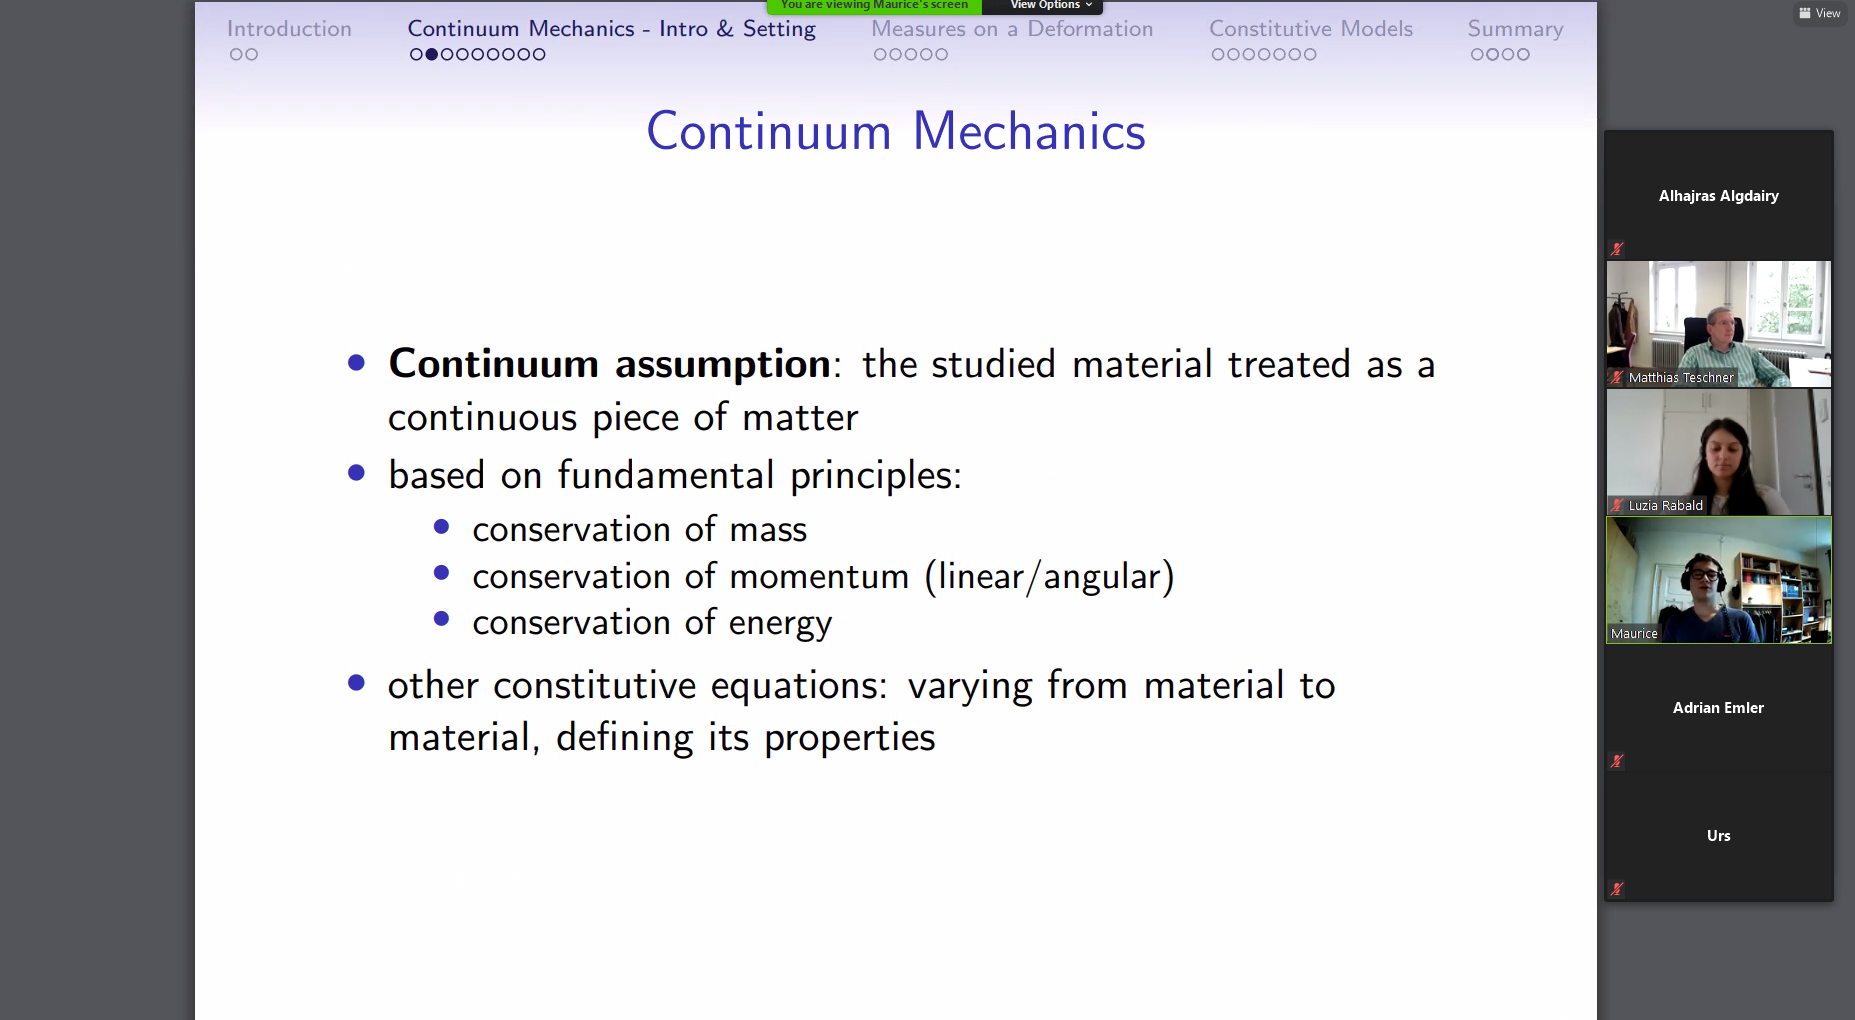 You are viewing Maurice's screen
View Options
View
Introduction
Continuum Mechanics - Intro & Setting
Measures on a Deformation
Constitutive Models
Summary
Continuum Mechanics
• Continuum assumption: the studied material treated as a
continuous piece of matter
• based on fundamental principles:
• conservation of mass
• conservation of momentum (linear/angular)
• conservation of energy
• other constitutive equations: varying from material to
material, defining its properties
Alhajras Algdairy
Matthias Teschner
Luzia Rabald
Maurice
Adrian Emler
Urs